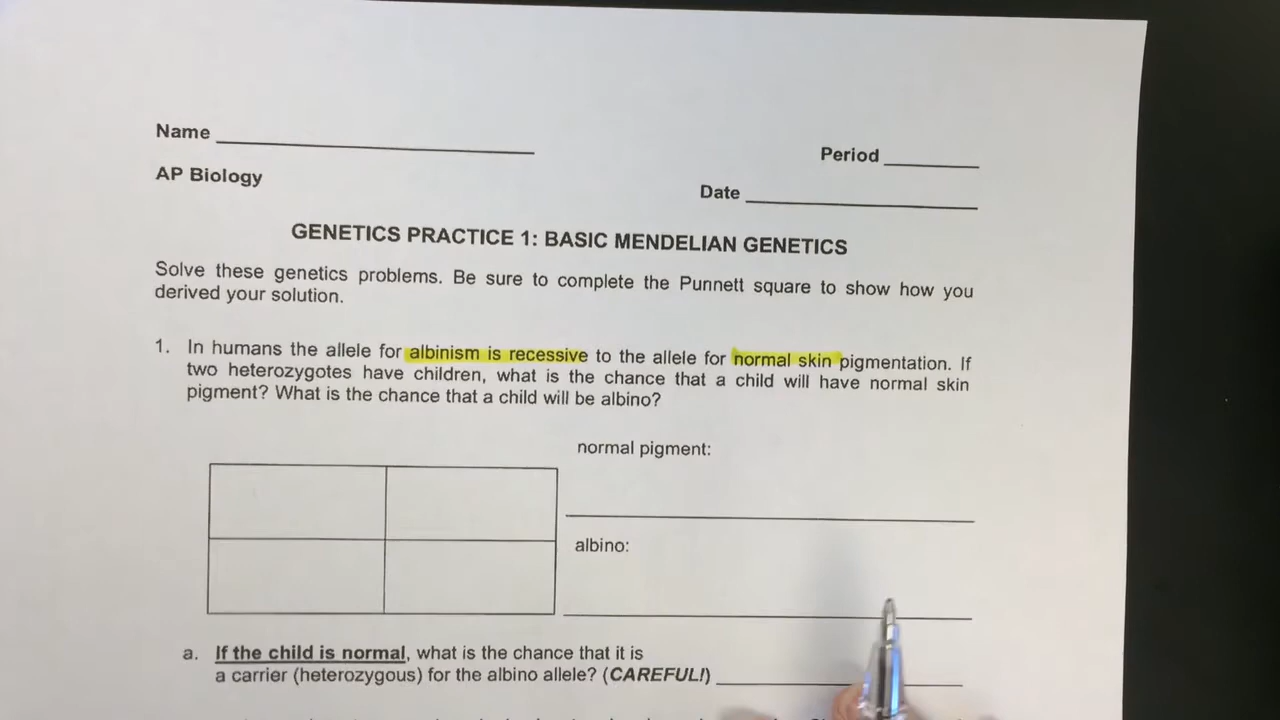 Name
Period
AP Biology
Date
GENETICS PRACTICE 1: BASIC MENDELIAN GENETICS
Solve these genetics problems. Be sure to complete the Punnett square to show how you
derived your solution.
1. In humans the allele for albinism is recessive to the allele for normal skin pigmentation. If
two heterozygotes have children, what is the chance that a child will have normal skin
pigment? What is the chance that a child will be albino?
normal pigment:
albino:
a. If the child is normal, what is the chance that it is
a carrier (heterozygous) for the albino allele? (CAREFUL!)